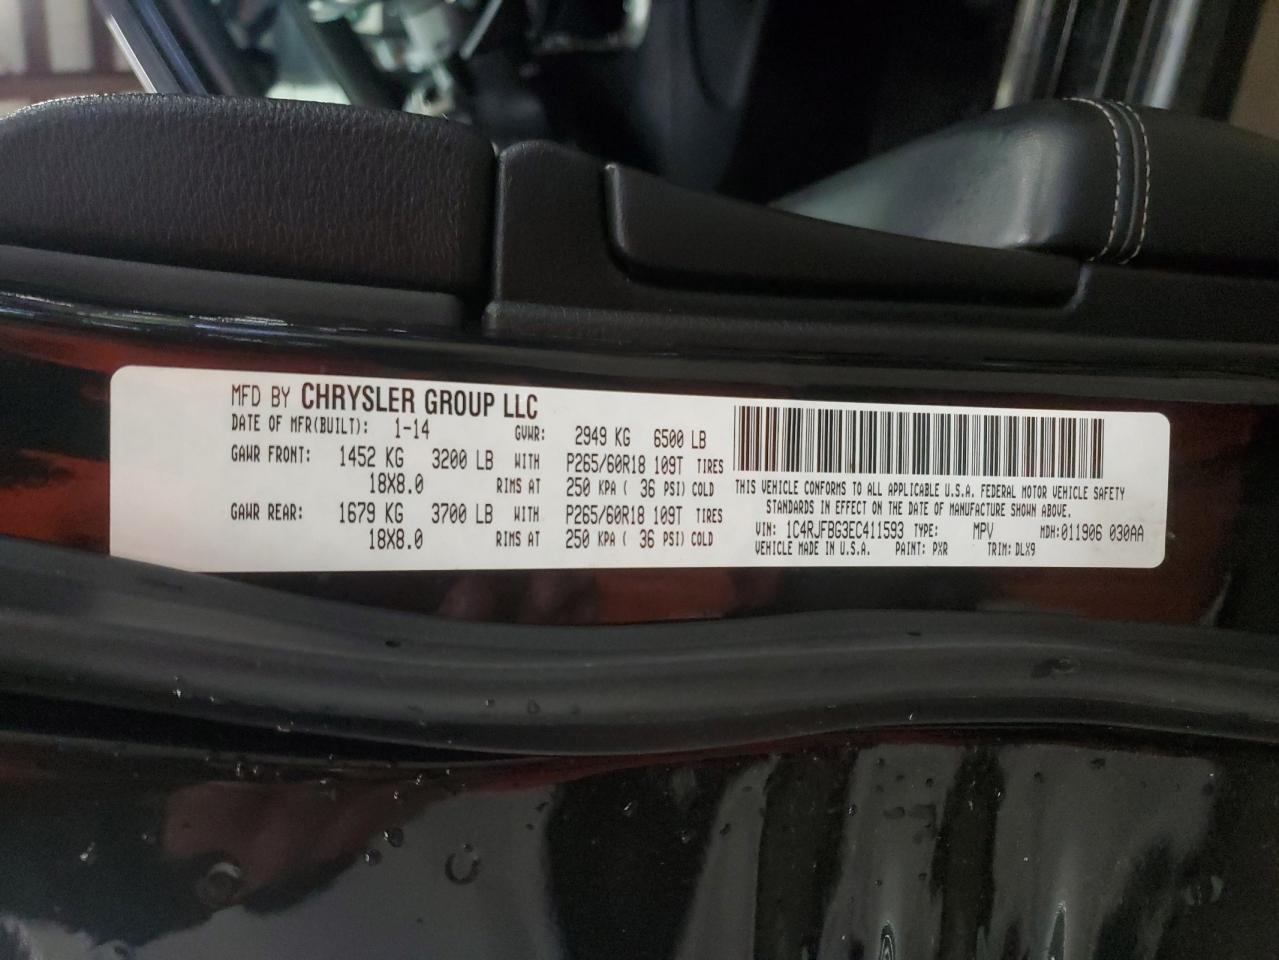 MFD BY CHRYSLER GROUP LLC
DATE OF MFR(BUILT): 1-14 GVWR: 2949 KG 6500 LB
GAWR FRONT: 1452 KG 3200 LB WITH P265/60R18 109T TIRES
18X8.0 RIMS AT 250 KPA ( 36 PSI) COLD
GAWR REAR: 1679 KG 3700 LB WITH P265/60R18 109T TIRES
18X8.0 RIMS AT 250 KPA ( 36 PSI) COLD
THIS VEHICLE CONFORMS TO ALL APPLICABLE U.S.A. FEDERAL MOTOR VEHICLE SAFETY
STANDARDS IN EFFECT ON THE DATE OF MANUFACTURE SHOWN ABOVE.
VIN: 1C4RJFBG3EC411593 TYPE: MPV MDH:011906 030AA
VEHICLE MADE IN U.S.A. PAINT: PXR TRIM: DLX9